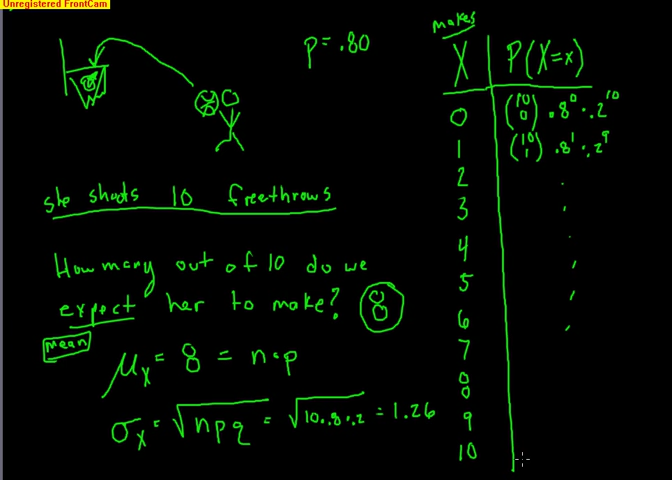 Unregistered FrontCam
p = .80
makes
X P(X=x)
0 (10 0) .8^0 · .2^10
1 (10 1) .8^1 · .2^9
2
3
4
5
6
7
8
9
10
she shoots 10 freethrows
How many out of 10 do we
expect her to make? 8
mean
μx = 8 = n·p
σx = √npq = √10·.8·.2 = 1.26